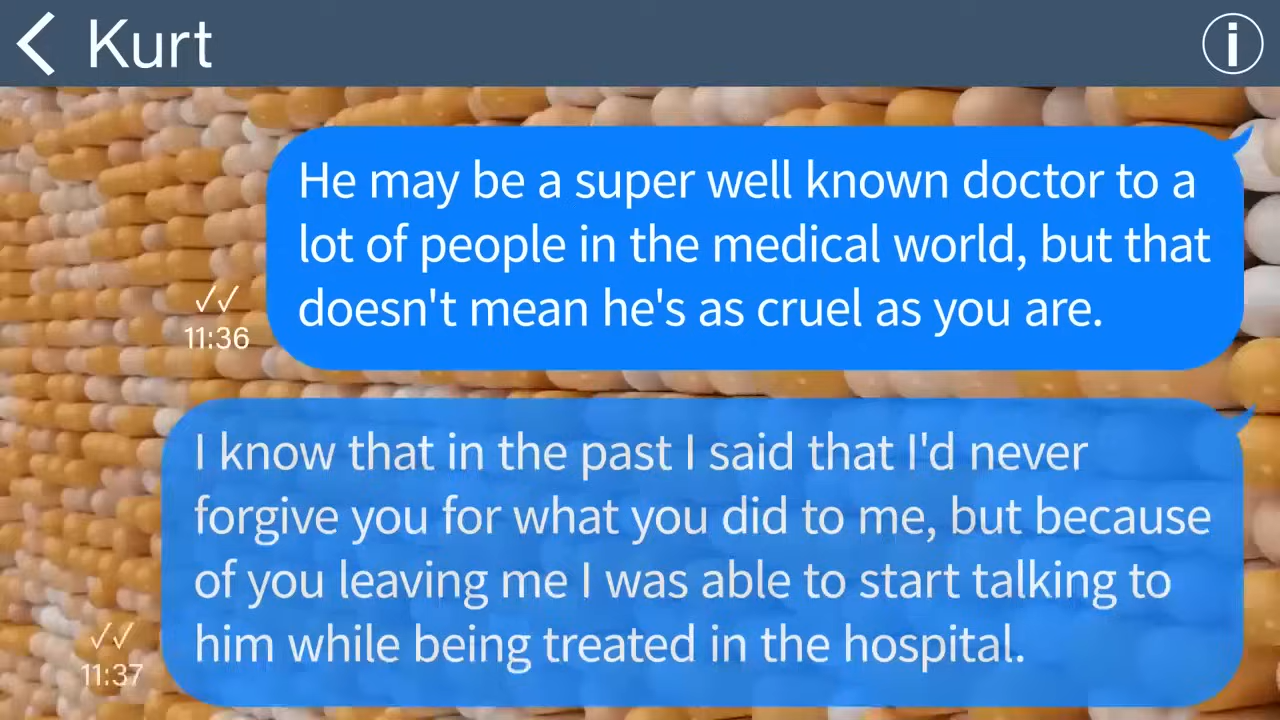 Kurt
He may be a super well known doctor to a
lot of people in the medical world, but that
doesn't mean he's as cruel as you are.
11:36
I know that in the past I said that I'd never
forgive you for what you did to me, but because
of you leaving me I was able to start talking to
him while being treated in the hospital.
11:37